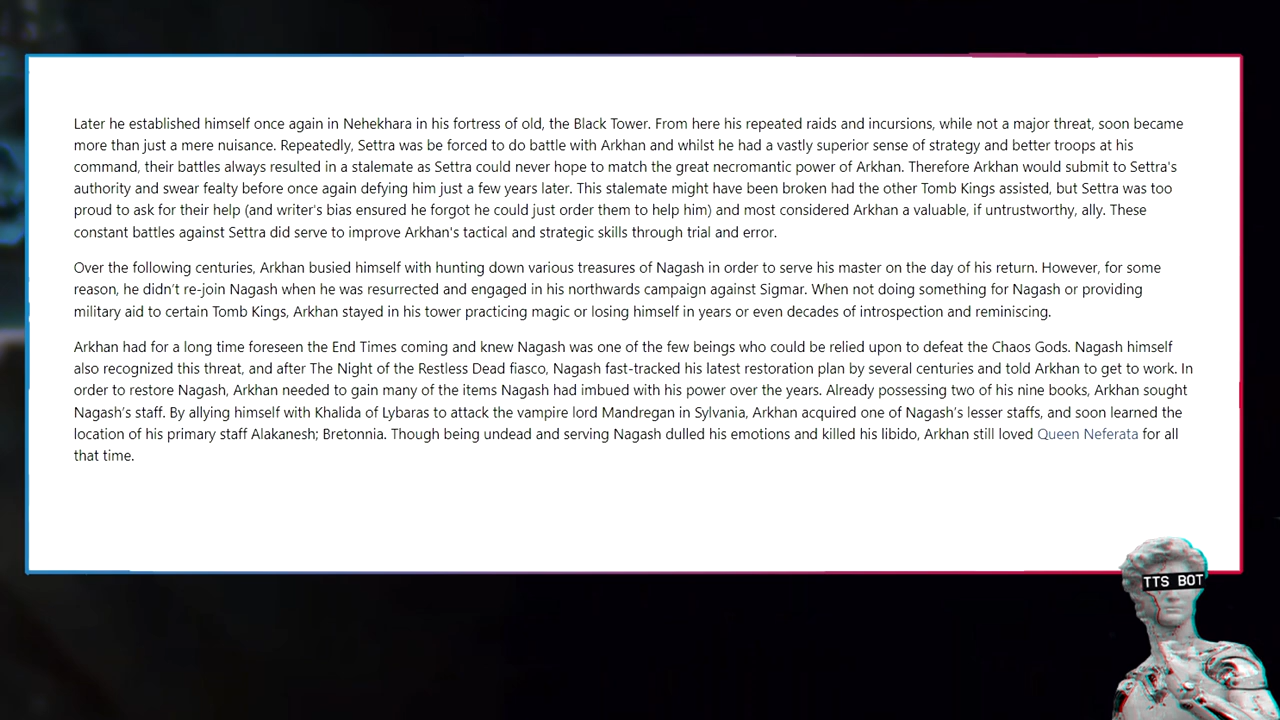 Later he established himself once again in Nehekhara in his fortress of old, the Black Tower. From here his repeated raids and incursions, while not a major threat, soon became
more than just a mere nuisance. Repeatedly, Settra was be forced to do battle with Arkhan and whilst he had a vastly superior sense of strategy and better troops at his
command, their battles always resulted in a stalemate as Settra could never hope to match the great necromantic power of Arkhan. Therefore Arkhan would submit to Settra's
authority and swear fealty before once again defying him just a few years later. This stalemate might have been broken had the other Tomb Kings assisted, but Settra was too
proud to ask for their help (and writer's bias ensured he forgot he could just order them to help him) and most considered Arkhan a valuable, if untrustworthy, ally. These
constant battles against Settra did serve to improve Arkhan's tactical and strategic skills through trial and error.
Over the following centuries, Arkhan busied himself with hunting down various treasures of Nagash in order to serve his master on the day of his return. However, for some
reason, he didn’t re-join Nagash when he was resurrected and engaged in his northwards campaign against Sigmar. When not doing something for Nagash or providing
military aid to certain Tomb Kings, Arkhan stayed in his tower practicing magic or losing himself in years or even decades of introspection and reminiscing.
Arkhan had for a long time foreseen the End Times coming and knew Nagash was one of the few beings who could be relied upon to defeat the Chaos Gods. Nagash himself
also recognized this threat, and after The Night of the Restless Dead fiasco, Nagash fast-tracked his latest restoration plan by several centuries and told Arkhan to get to work. In
order to restore Nagash, Arkhan needed to gain many of the items Nagash had imbued with his power over the years. Already possessing two of his nine books, Arkhan sought
Nagash’s staff. By allying himself with Khalida of Lybaras to attack the vampire lord Mandregan in Sylvania, Arkhan acquired one of Nagash’s lesser staffs, and soon learned the
location of his primary staff Alakanesh; Bretonnia. Though being undead and serving Nagash dulled his emotions and killed his libido, Arkhan still loved Queen Neferata for all
that time.
TTS BOT